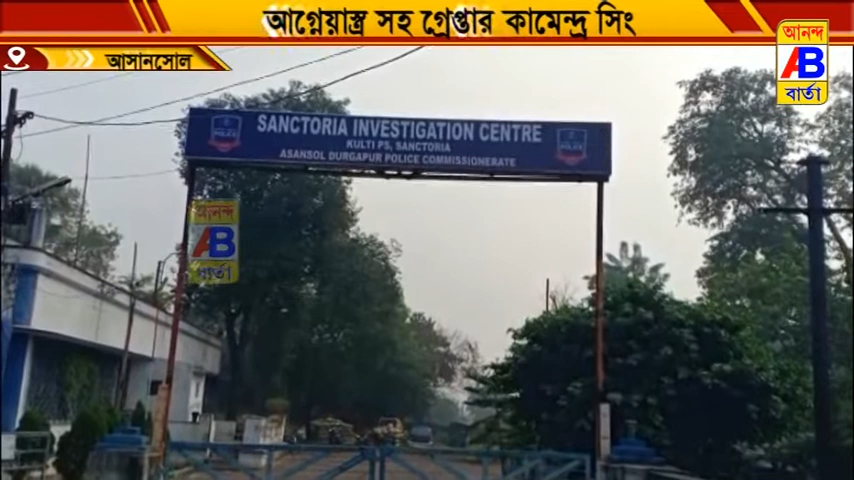 আগ্নেয়াস্ত্র সহ গ্রেপ্তার কামেন্দ্র সিং
আসানসোল
আনন্দ
AB
বার্তা
SANCTORIA INVESTIGATION CENTRE
KULTI PS, SANCTORIA
ASANSOL DURGAPUR POLICE COMMISSIONERATE
আনন্দ
AB
বার্তা